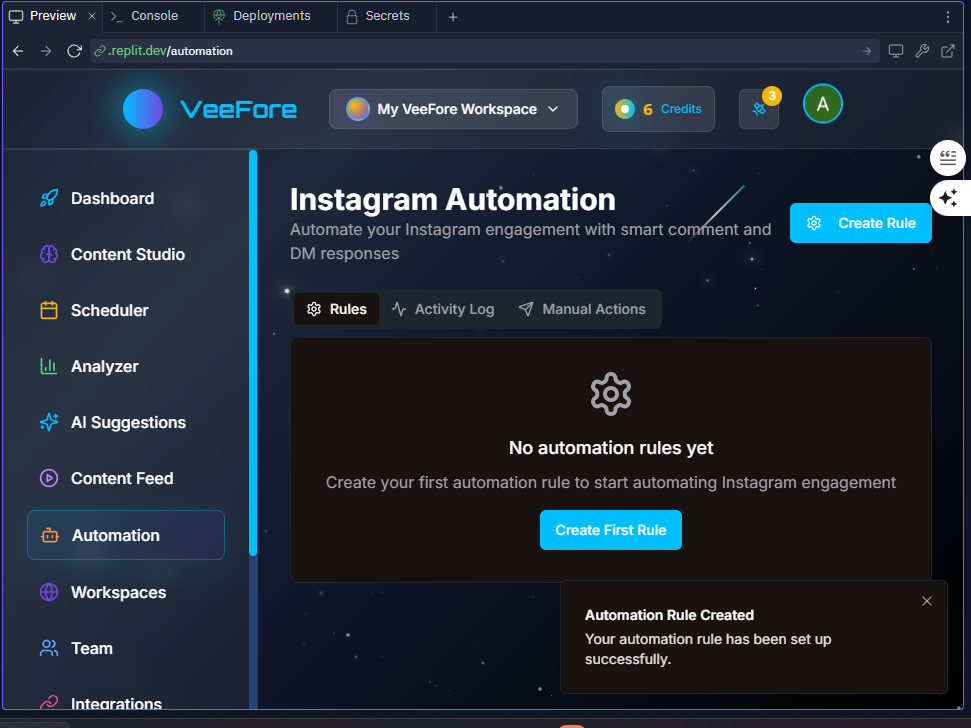 Preview
Console
Deployments
Secrets
.replit.dev/automation
VeeFore
My VeeFore Workspace
6 Credits
3
A
Dashboard
Content Studio
Scheduler
Analyzer
AI Suggestions
Content Feed
Automation
Workspaces
Team
Integrations
Instagram Automation
Automate your Instagram engagement with smart comment and
DM responses
Create Rule
Rules
Activity Log
Manual Actions
No automation rules yet
Create your first automation rule to start automating Instagram engagement
Create First Rule
Automation Rule Created
Your automation rule has been set up
successfully.